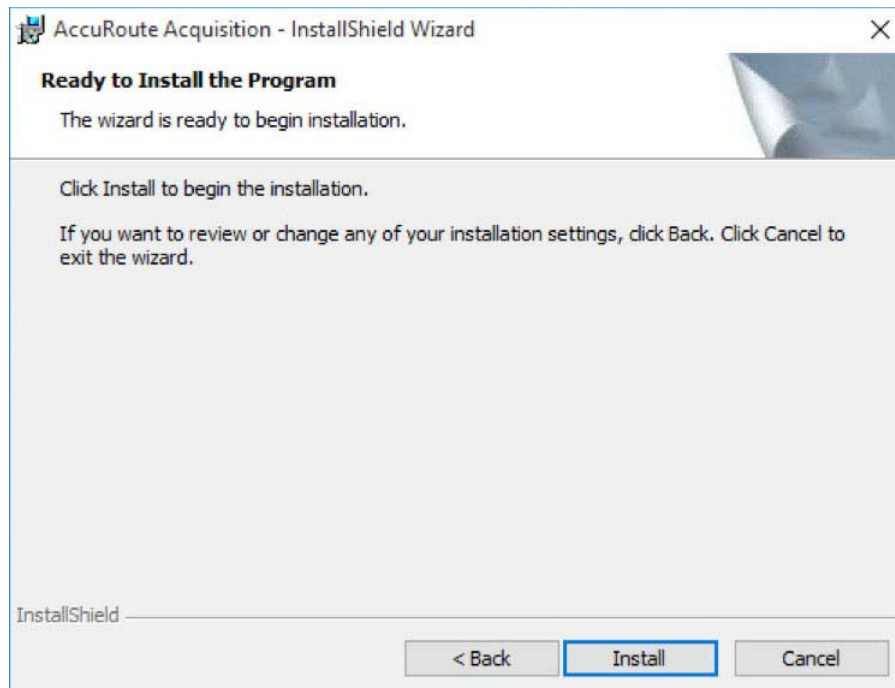 AccuRoute Acquisition - InstallShield Wizard
Ready to Install the Program
The wizard is ready to begin installation.
Click Install to begin the installation.
If you want to review or change any of your installation settings, click Back. Click Cancel to
exit the wizard.
InstallShield
< Back
Install
Cancel